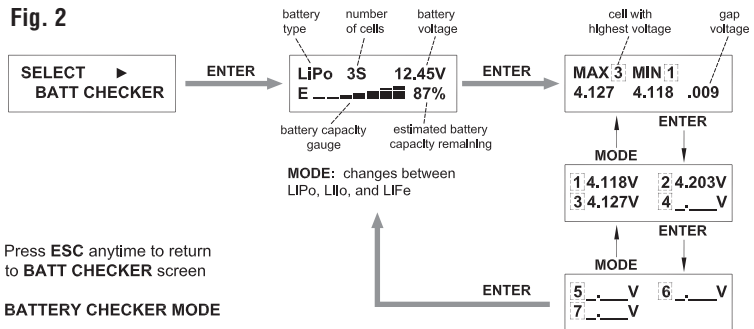 Fig. 2
battery type
number of cells
battery voltage
cell with highest voltage
gap voltage
SELECT ►
BATT CHECKER
ENTER
LiPo 3S 12.45V
E 87%
ENTER
MAX 3 MIN 1
4.127 4.118 .009
battery capacity gauge
estimated battery capacity remaining
ENTER
MODE
MODE: changes between
LiPo, LiIo, and LiFe
1 4.118V 2 4.203V
3 4.127V 4 _.___V
ENTER
MODE
Press ESC anytime to return
to BATT CHECKER screen
ENTER
5 _.___V 6 _.___V
7 _.___V
BATTERY CHECKER MODE